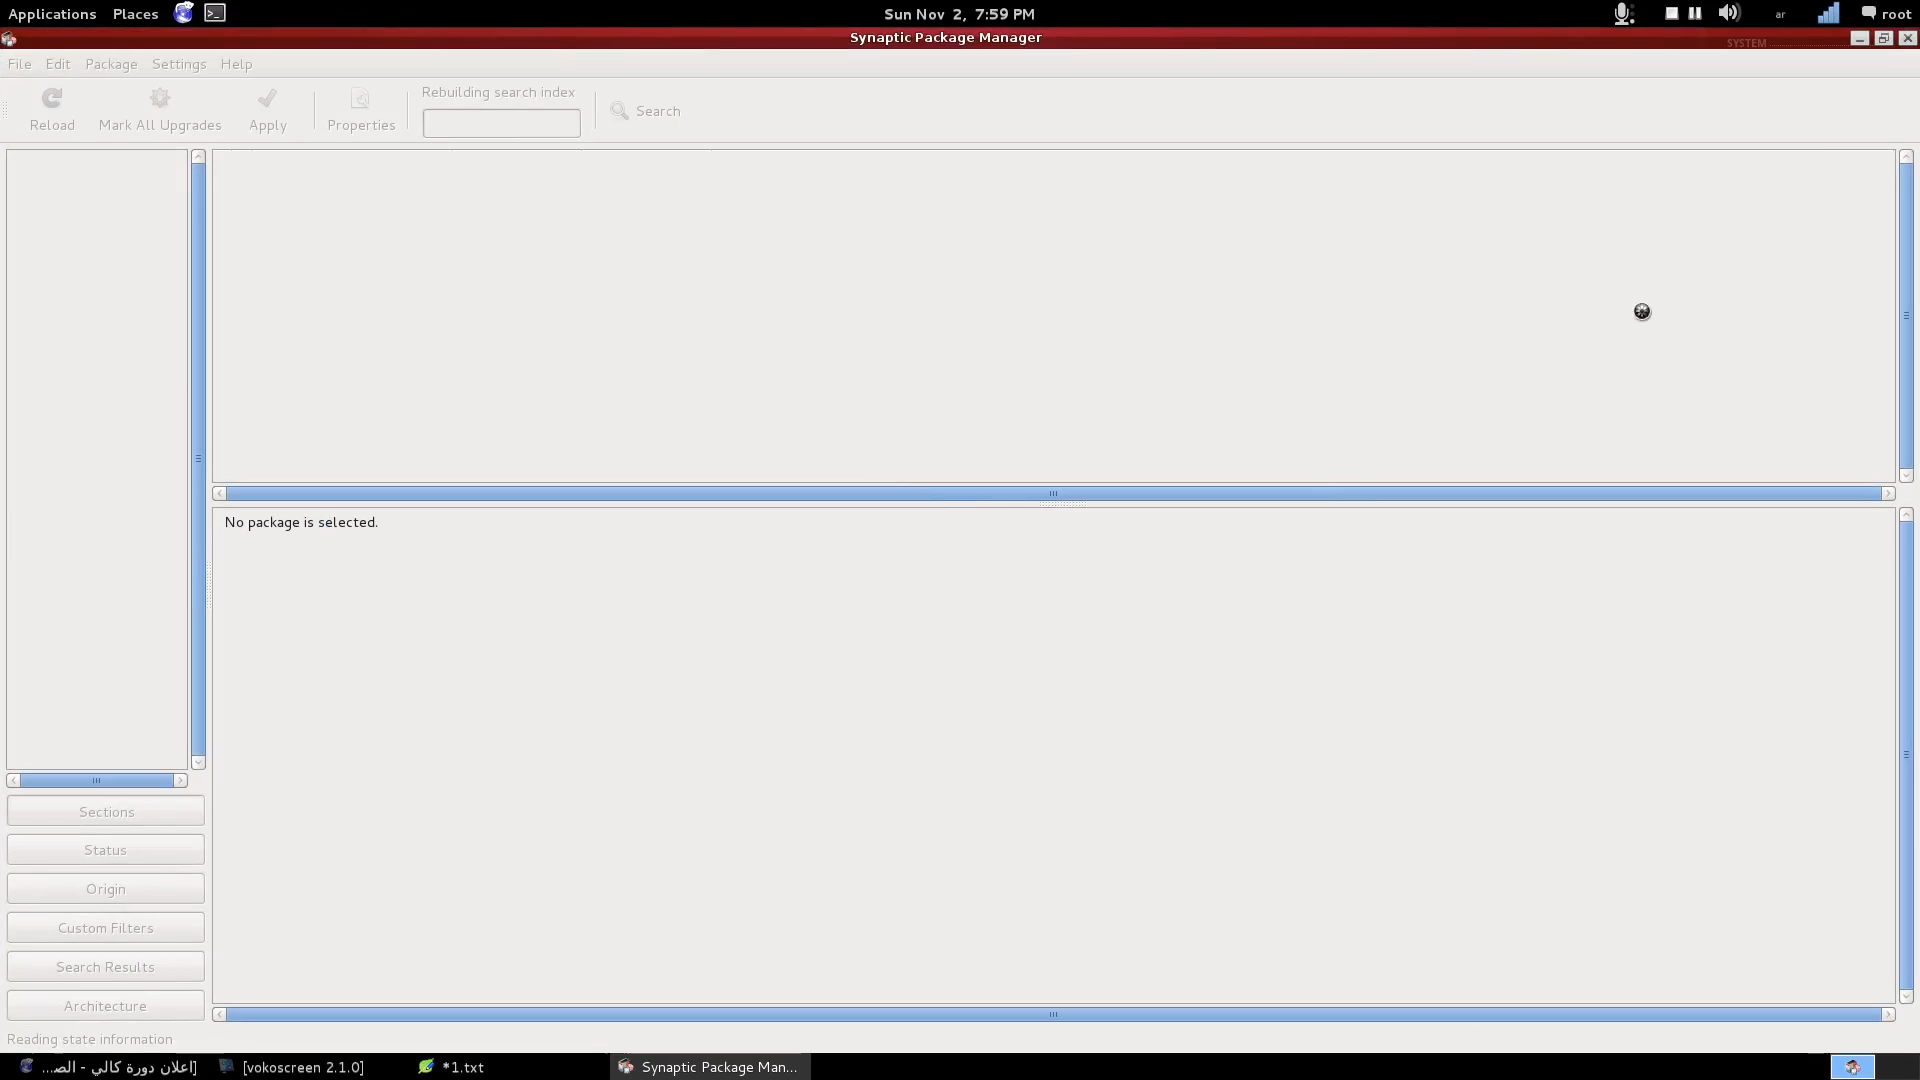 Applications Places Sun Nov 2, 7:59 PM ar root
Synaptic Package Manager
SYSTEM
File Edit Package Settings Help
Rebuilding search index
Reload Mark All Upgrades Apply Properties Search
No package is selected.
Sections
Status
Origin
Custom Filters
Search Results
Architecture
Reading state information
[اعلان دورة كالي - الص... [vokoscreen 2.1.0] *1.txt Synaptic Package Man...